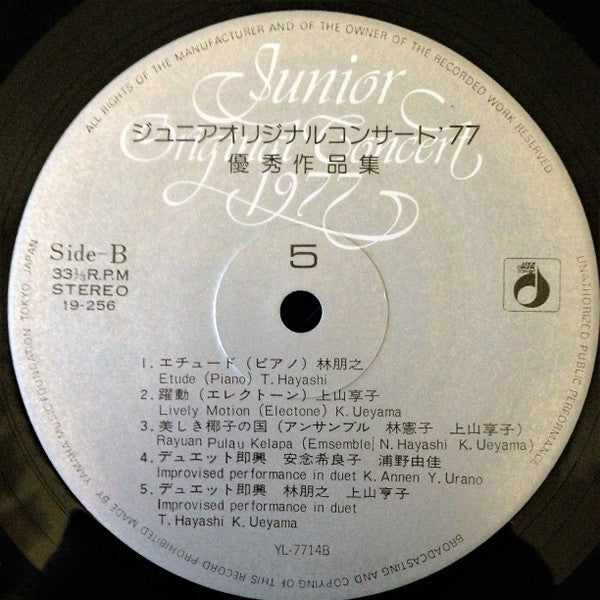 ALL RIGHTS OF THE MANUFACTURER AND OF THE OWNER OF THE RECORDED WORK RESERVED
UNAUTHORIZED PUBLIC PERFORMANCE
BROADCASTING AND COPYING OF THIS RECORD PROHIBITED MADE BY YAMAHA MUSIC FOUNDATION TOKYO JAPAN
Junior
Original Concert
1977
ジュニアオリジナルコンサート'77
優秀作品集
Side-B
33⅓R.P.M
STEREO
19-256
5
JUNIOR
ORIGINAL
CONCERT
1. エチュード（ピアノ）林朋之
Etude (Piano) T. Hayashi
2. 躍動（エレクトーン）上山享子
Lively Motion (Electone) K. Ueyama
3. 美しき椰子の国（アンサンブル 林憲子 上山享子）
Rayuan Pulau Kelapa (Emsemble) N. Hayashi K. Ueyama)
4. デュエット即興 安念希良子 浦野由佳
Improvised performance in duet K. Annen Y. Urano
5. デュエット即興 林朋之 上山亨子
Improvised performance in duet
T. Hayashi K. Ueyama
YL-7714B